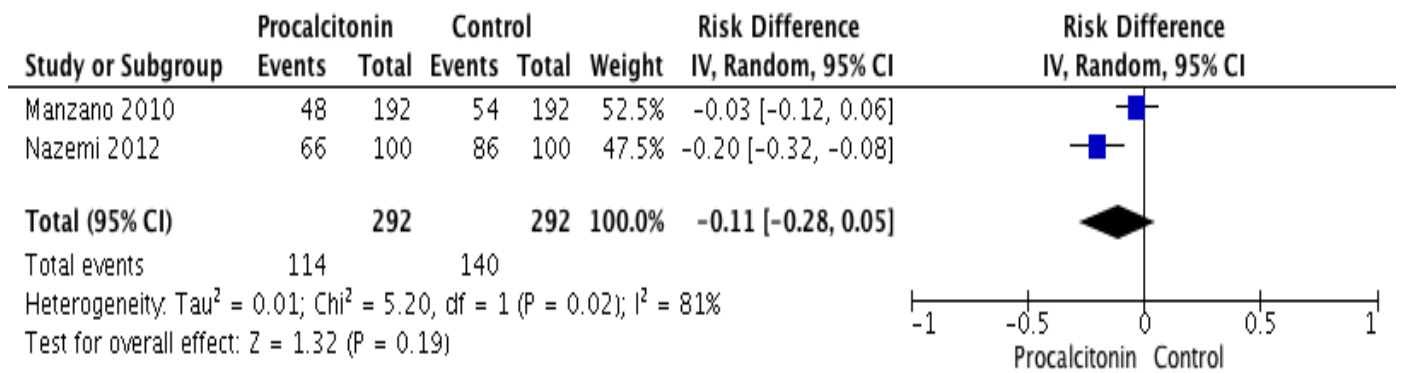 Procalcitonin Control Risk Difference Risk Difference
Study or Subgroup Events Total Events Total Weight IV, Random, 95% CI IV, Random, 95% CI
Manzano 2010 48 192 54 192 52.5% -0.03 [-0.12, 0.06]
Nazemi 2012 66 100 86 100 47.5% -0.20 [-0.32, -0.08]
Total (95% CI) 292 292 100.0% -0.11 [-0.28, 0.05]
Total events 114 140
Heterogeneity: Tau² = 0.01; Chi² = 5.20, df = 1 (P = 0.02); I² = 81%
Test for overall effect: Z = 1.32 (P = 0.19)
-1 -0.5 0 0.5 1
Procalcitonin Control